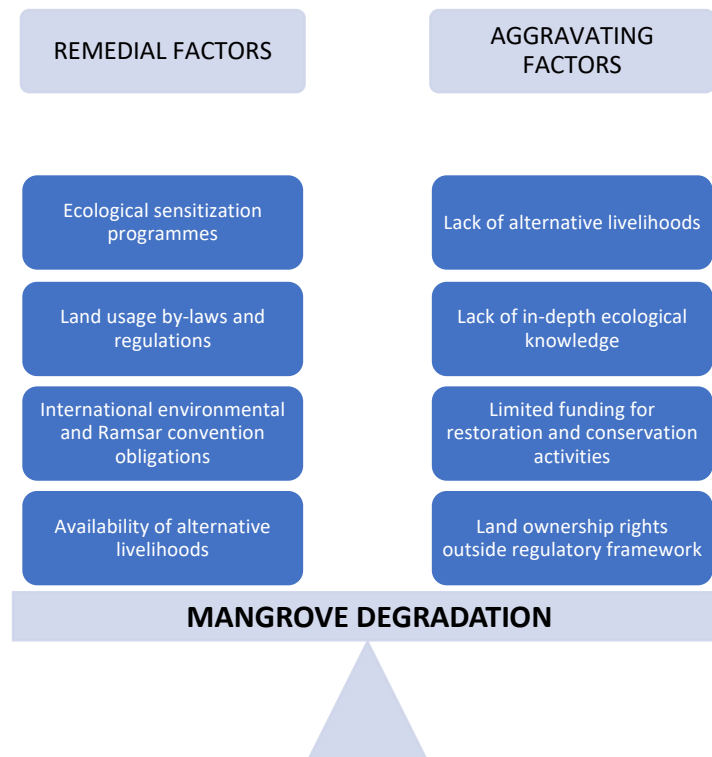 REMEDIAL FACTORS
AGGRAVATING
FACTORS
Ecological sensitization
programmes
Land usage by-laws and
regulations
International environmental
and Ramsar convention
obligations
Availability of alternative
livelihoods
Lack of alternative livelihoods
Lack of in-depth ecological
knowledge
Limited funding for
restoration and conservation
activities
Land ownership rights
outside regulatory framework
MANGROVE DEGRADATION